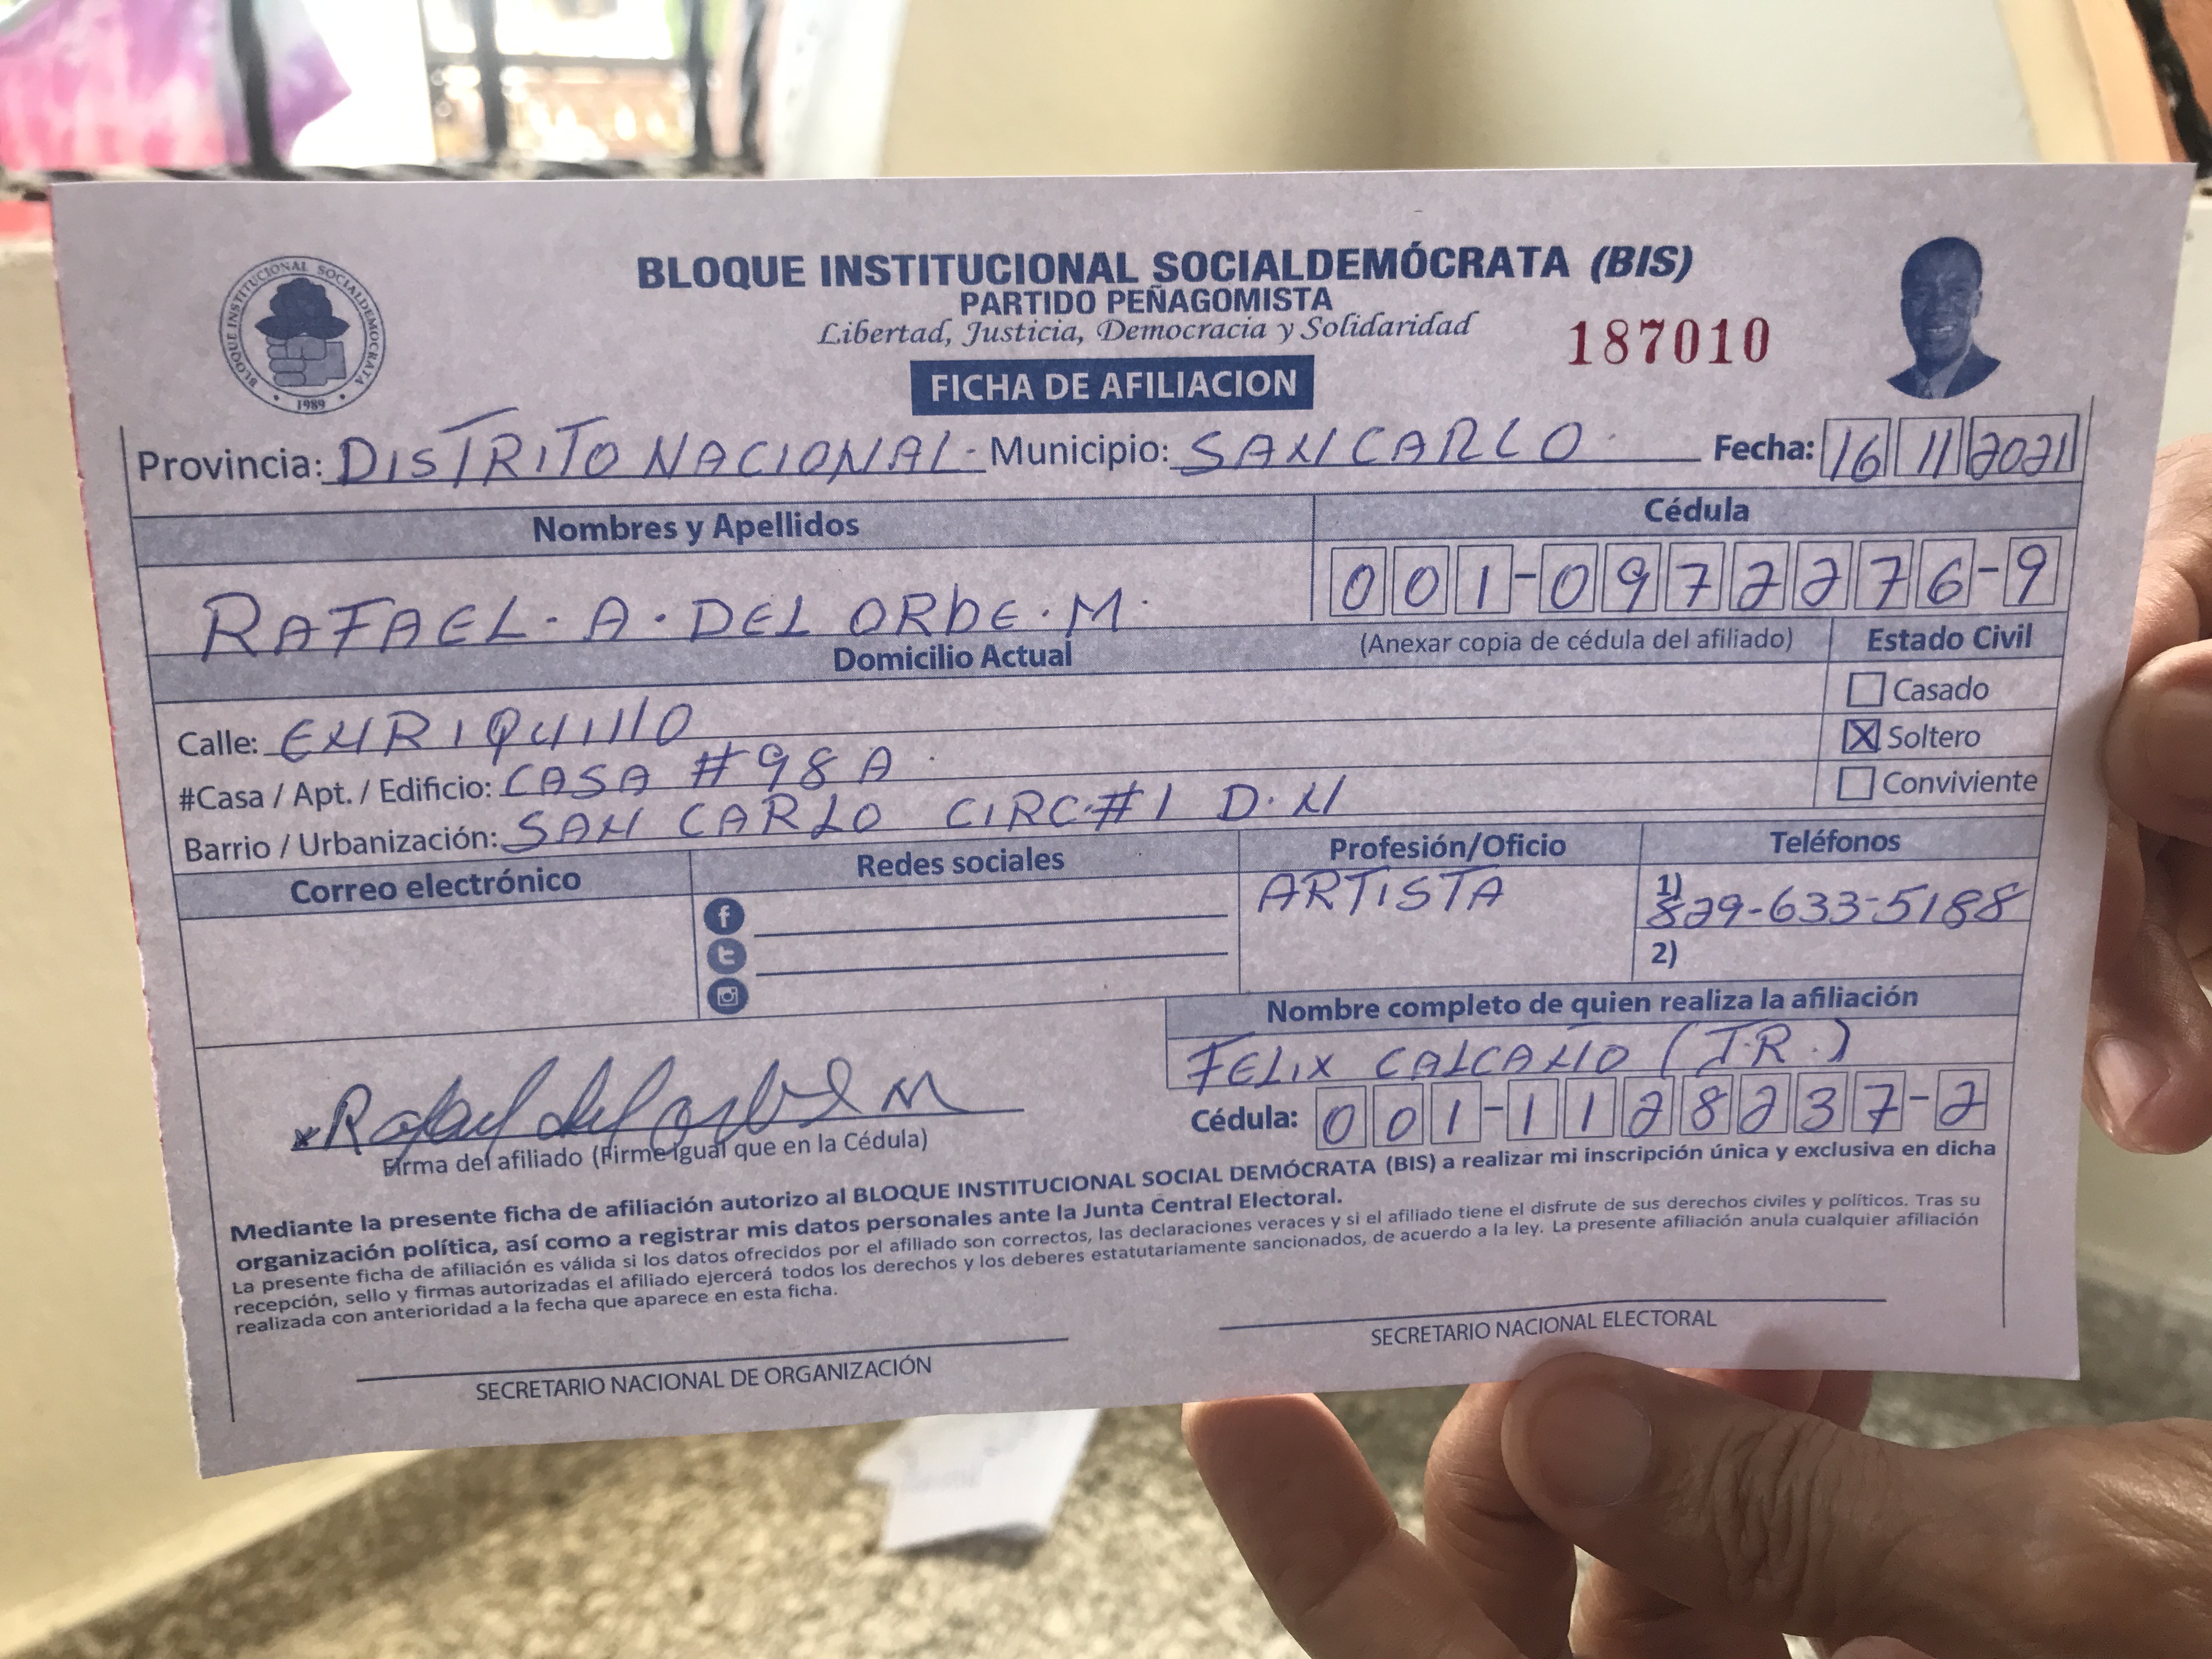 BLOQUE INSTITUCIONAL SOCIALDEMÓCRATA (BIS)
PARTIDO PEÑAGOMISTA
Libertad, Justicia, Democracia y Solidaridad
187010
BLOQUE INSTITUCIONAL SOCIALDEMOCRATA
1989
FICHA DE AFILIACION
Provincia: DISTRITO NACIONAL. Municipio: SAN CARLO. Fecha: 16 11 2021
Nombres y Apellidos Cédula
RAFAEL. A. DEL ORbE. M. 001-0972276-9
Domicilio Actual (Anexar copia de cédula del afiliado) Estado Civil
Casado
Calle: ENRIQUIllO
X Soltero
#Casa / Apt. / Edificio: CASA #98 A.
Conviviente
Barrio / Urbanización: SAN CARLO CIRC.#1 D.N
Correo electrónico Redes sociales Profesión/Oficio Teléfonos
ARTISTA 1) 829-633-5188
2)
Nombre completo de quien realiza la afiliación
FELIX CALCAÑO (J.R.)
x Rafael del orbe M
Cédula: 001-1128237-2
Firma del afiliado (Firme Igual que en la Cédula)
Mediante la presente ficha de afiliación autorizo al BLOQUE INSTITUCIONAL SOCIAL DEMÓCRATA (BIS) a realizar mi inscripción única y exclusiva en dicha
organización política, así como a registrar mis datos personales ante la Junta Central Electoral.
La presente ficha de afiliación es válida si los datos ofrecidos por el afiliado son correctos, las declaraciones veraces y si el afiliado tiene el disfrute de sus derechos civiles y políticos. Tras su
recepción, sello y firmas autorizadas el afiliado ejercerá todos los derechos y los deberes estatutariamente sancionados, de acuerdo a la ley. La presente afiliación anula cualquier afiliación
realizada con anterioridad a la fecha que aparece en esta ficha.
SECRETARIO NACIONAL DE ORGANIZACIÓN
SECRETARIO NACIONAL ELECTORAL